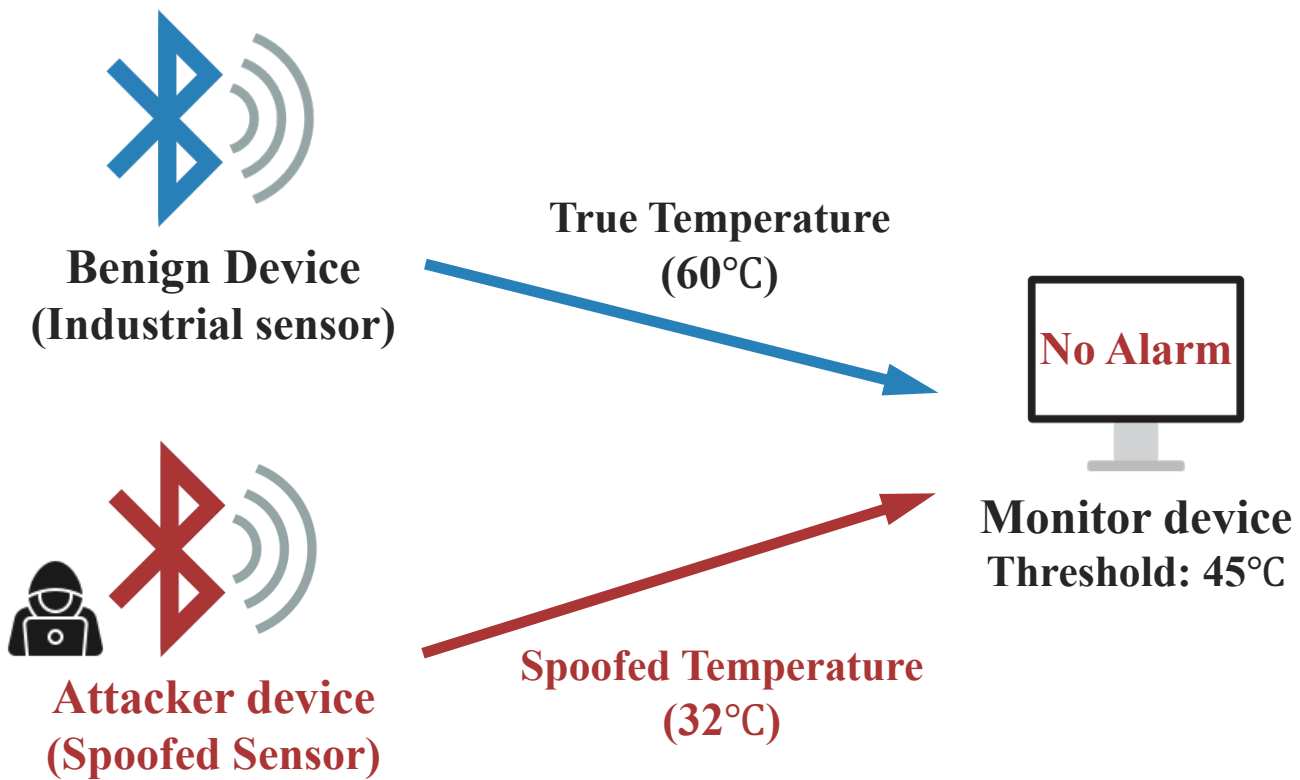 True Temperature
(60℃)
Benign Device
(Industrial sensor)
No Alarm
Monitor device
Threshold: 45℃
Spoofed Temperature
(32℃)
Attacker device
(Spoofed Sensor)